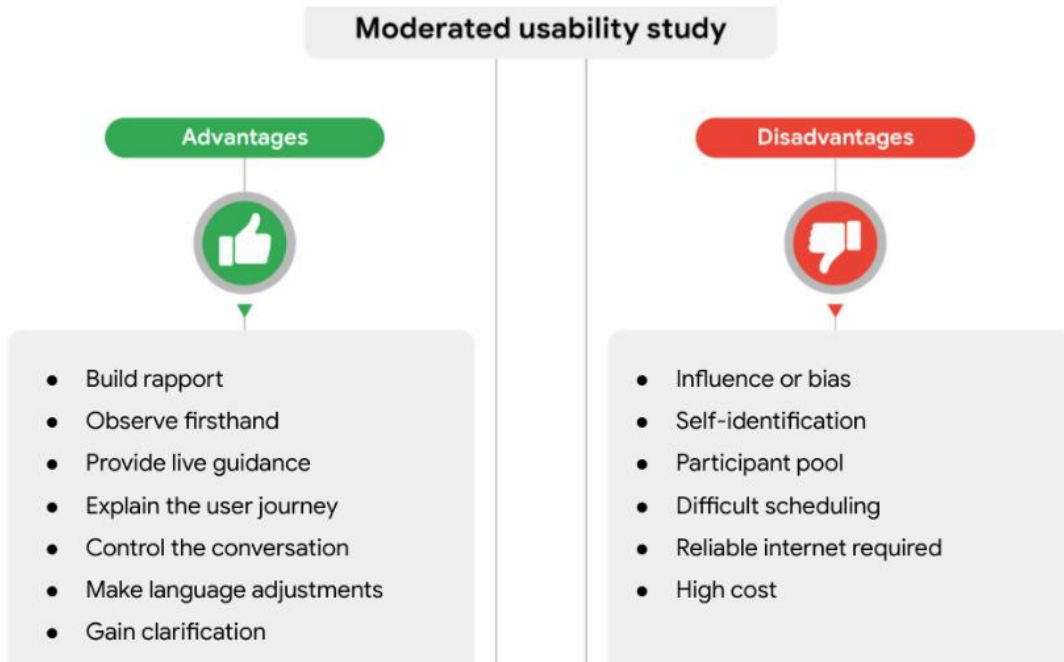 Moderated usability study
Advantages
Disadvantages
● Build rapport
● Observe firsthand
● Provide live guidance
● Explain the user journey
● Control the conversation
● Make language adjustments
● Gain clarification
● Influence or bias
● Self-identification
● Participant pool
● Difficult scheduling
● Reliable internet required
● High cost